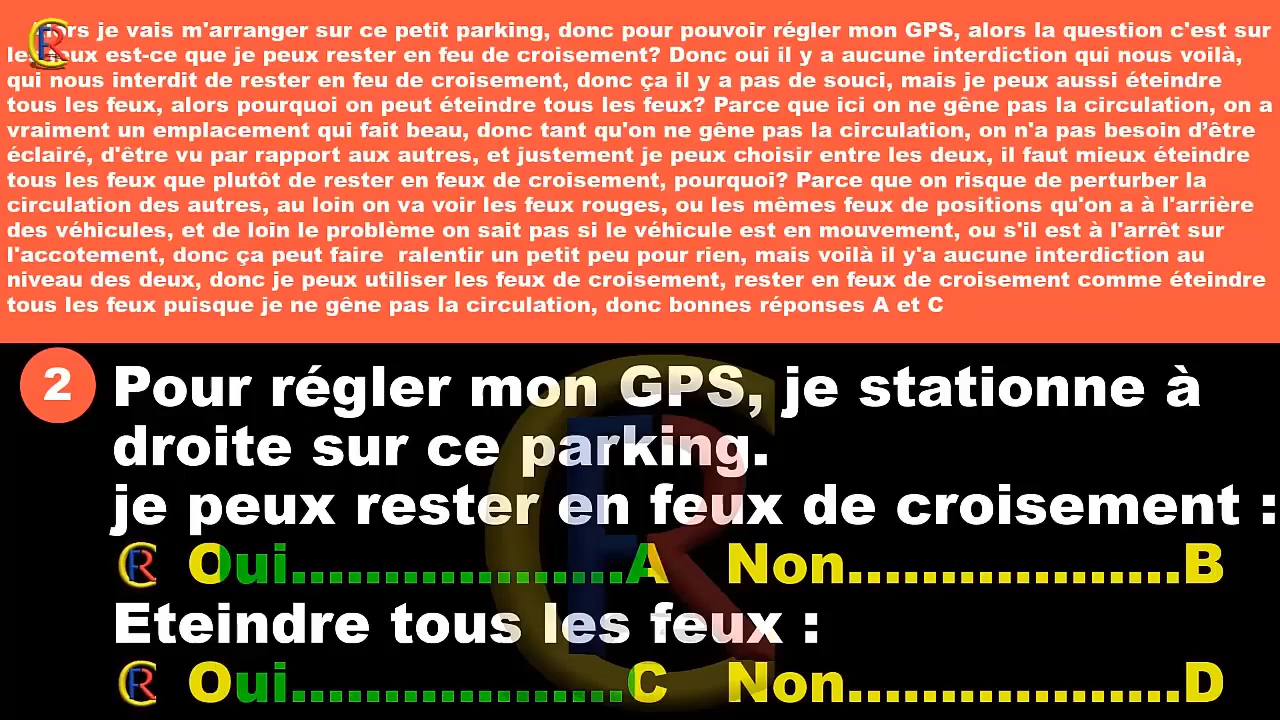 Alors je vais m'arranger sur ce petit parking, donc pour pouvoir régler mon GPS, alors la question c'est sur
les feux est-ce que je peux rester en feu de croisement? Donc oui il y a aucune interdiction qui nous voilà,
qui nous interdit de rester en feu de croisement, donc ça il y a pas de souci, mais je peux aussi éteindre
tous les feux, alors pourquoi on peut éteindre tous les feux? Parce que ici on ne gêne pas la circulation, on a
vraiment un emplacement qui fait beau, donc tant qu'on ne gêne pas la circulation, on n'a pas besoin d’être
éclairé, d'être vu par rapport aux autres, et justement je peux choisir entre les deux, il faut mieux éteindre
tous les feux que plutôt de rester en feux de croisement, pourquoi? Parce que on risque de perturber la
circulation des autres, au loin on va voir les feux rouges, ou les mêmes feux de positions qu'on a à l'arrière
des véhicules, et de loin le problème on sait pas si le véhicule est en mouvement, ou s'il est à l'arrêt sur
l'accotement, donc ça peut faire  ralentir un petit peu pour rien, mais voilà il y'a aucune interdiction au
niveau des deux, donc je peux utiliser les feux de croisement, rester en feux de croisement comme éteindre
tous les feux puisque je ne gêne pas la circulation, donc bonnes réponses A et C
2 Pour régler mon GPS, je stationne à
droite sur ce parking.
je peux rester en feux de croisement :
Oui...................A Non...................B
Eteindre tous les feux :
Oui...................C Non...................D